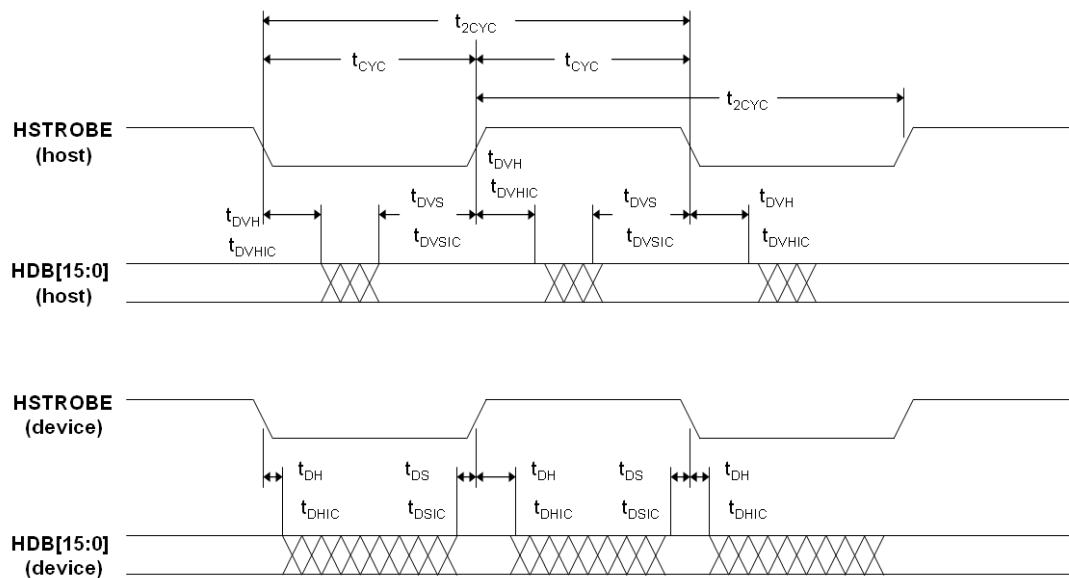 t2CYC
tCYC tCYC
t2CYC
HSTROBE
(host)
tDVH
tDVHIC
tDVS
tDVSIC
tDVH
tDVHIC
tDVS
tDVSIC
tDVH
tDVHIC
HDB[15:0]
(host)
HSTROBE
(device)
tDH tDS tDH tDS tDH
tDHIC tDSIC tDHIC tDSIC tDHIC
HDB[15:0]
(device)